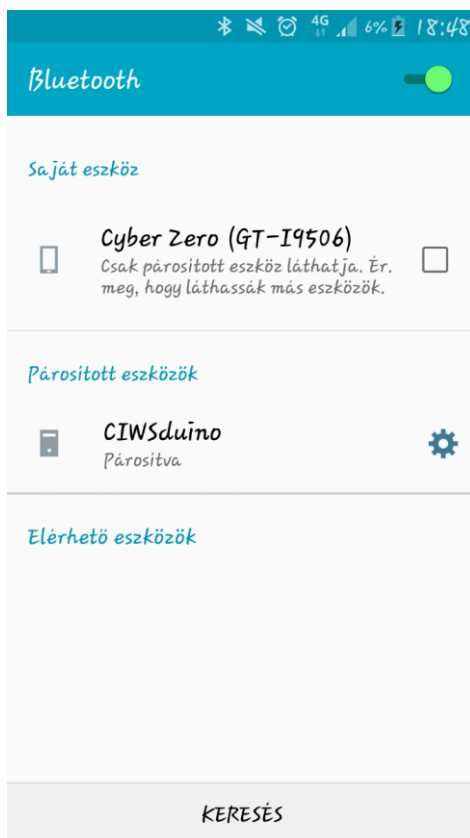 4G 6% 18:48
Bluetooth
Saját eszköz
Cyber Zero (GT-I9506)
Csak párosított eszköz láthatja. Ér.
meg, hogy láthassák más eszközök.
Párosított eszközök
CIWSduino
Párosítva
Elérhető eszközök
KERESÉS